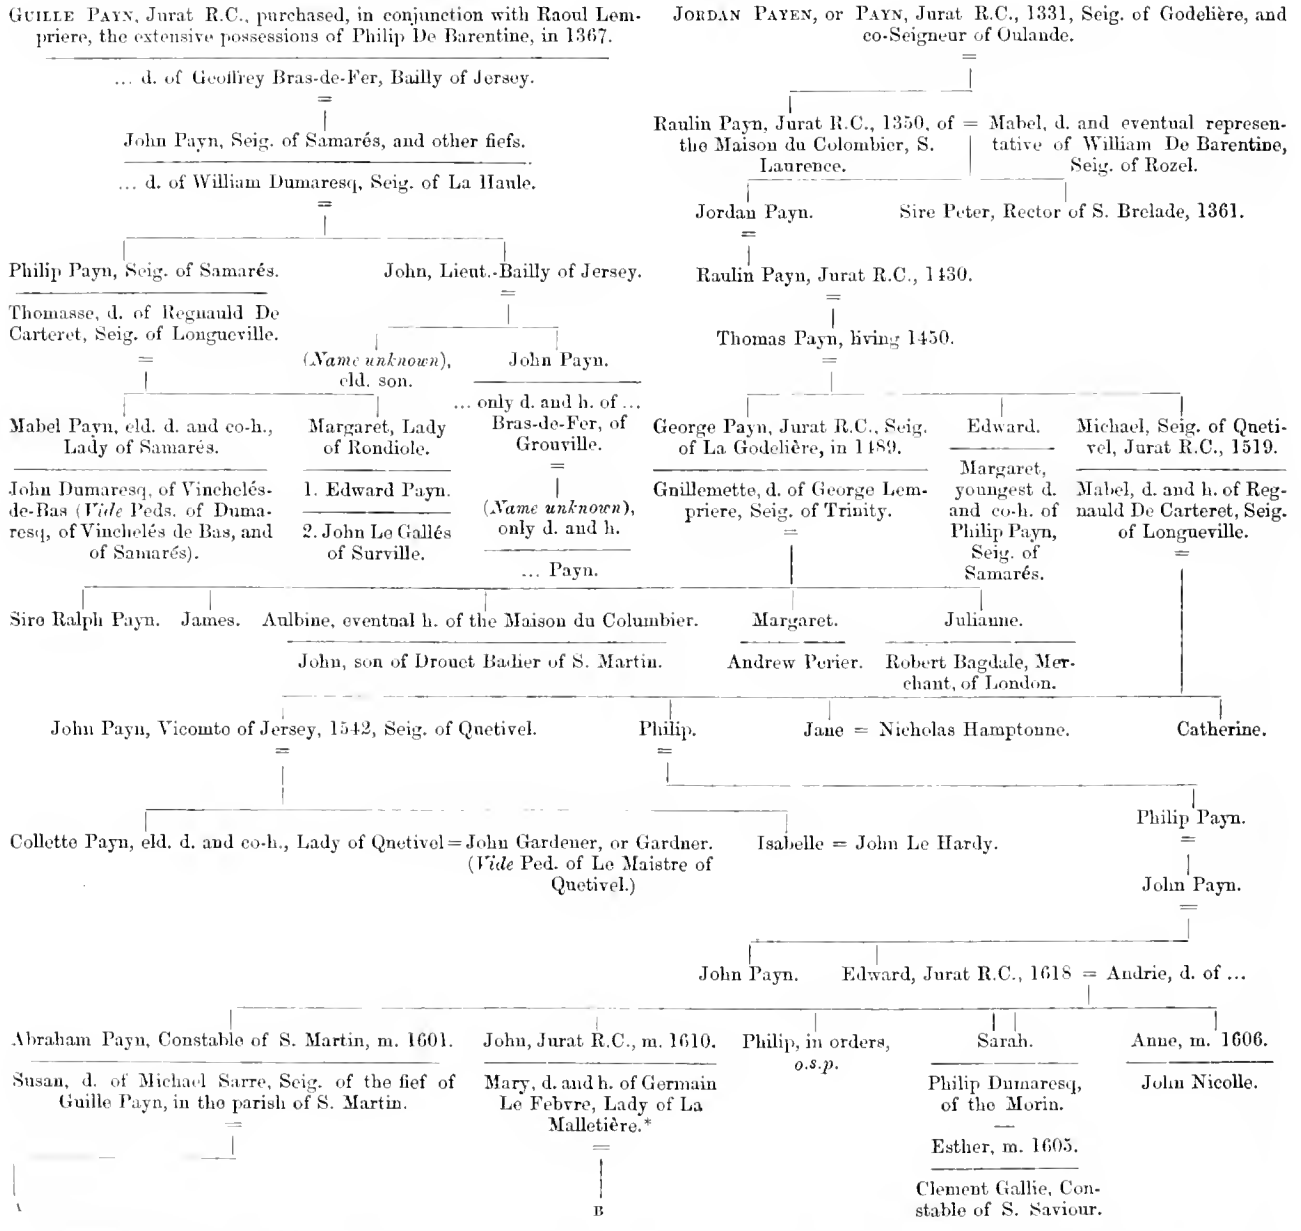 GUILLE PAYN, Jurat R.C., purchased, in conjunction with Raoul Lem-
priere, the extensive possessions of Philip De Barentine, in 1367.
... d. of Geoffrey Bras-de-Fer, Bailly of Jersey.
=
John Payn, Seig. of Samarés, and other fiefs.
... d. of William Dumaresq, Seig. of La Haule.
=
JORDAN PAYEN, or PAYN, Jurat R.C., 1331, Seig. of Godelière, and
co-Seigneur of Oulande.
=
Raulin Payn, Jurat R.C., 1350, of
the Maison du Colombier, S.
Laurence.
=
Mabel, d. and eventual represen-
tative of William De Barentine,
Seig. of Rozel.
Jordan Payn.
=
Sire Peter, Rector of S. Brelade, 1361.
Raulin Payn, Jurat R.C., 1430.
=
Thomas Payn, living 1450.
=
Philip Payn, Seig. of Samarés.
Thomasse, d. of Regnauld De
Carteret, Seig. of Longueville.
=
John, Lieut.-Bailly of Jersey.
=
(Name unknown),
eld. son.
John Payn.
... only d. and h. of ...
Bras-de-Fer, of
Grouville.
=
(Name unknown),
only d. and h.
... Payn.
Mabel Payn, eld. d. and co-h.,
Lady of Samarés.
John Dumaresq, of Vinchelés-
de-Bas (Vide Peds. of Duma-
resq, of Vinchelés de Bas, and
of Samarés).
Margaret, Lady
of Rondiole.
1. Edward Payn.
2. John Le Gallés
of Surville.
George Payn, Jurat R.C., Seig.
of La Godelière, in 1489.
Guillemette, d. of George Lem-
priere, Seig. of Trinity.
=
Edward.
Margaret,
youngest d.
and co-h. of
Philip Payn,
Seig. of
Samarés.
Michael, Seig. of Queti-
vel, Jurat R.C., 1519.
Mabel, d. and h. of Reg-
nauld De Carteret, Seig.
of Longueville.
=
Sire Ralph Payn.
James.
Aulbine, eventual h. of the Maison du Columbier.
John, son of Drouet Badier of S. Martin.
Margaret.
Andrew Perier.
Julianne.
Robert Bagdale, Mer-
chant, of London.
John Payn, Vicomte of Jersey, 1542, Seig. of Quetivel.
=
Philip.
=
Jane = Nicholas Hamptonne.
Catherine.
Collette Payn, eld. d. and co-h., Lady of Quetivel = John Gardener, or Gardner.
(Vide Ped. of Le Maistre of
Quetivel.)
Isabelle = John Le Hardy.
Philip Payn.
=
John Payn.
=
John Payn.
Edward, Jurat R.C., 1618 = Andrie, d. of ...
Abraham Payn, Constable of S. Martin, m. 1601.
Susan, d. of Michael Sarre, Seig. of the fief of
Guille Payn, in the parish of S. Martin.
=
A
John, Jurat R.C., m. 1610.
Mary, d. and h. of Germain
Le Febvre, Lady of La
Malletière.*
=
B
Philip, in orders,
o.s.p.
Sarah.
Philip Dumaresq,
of the Morin.
—
Esther, m. 1605.
Clement Gallie, Con-
stable of S. Saviour.
Anne, m. 1606.
John Nicolle.